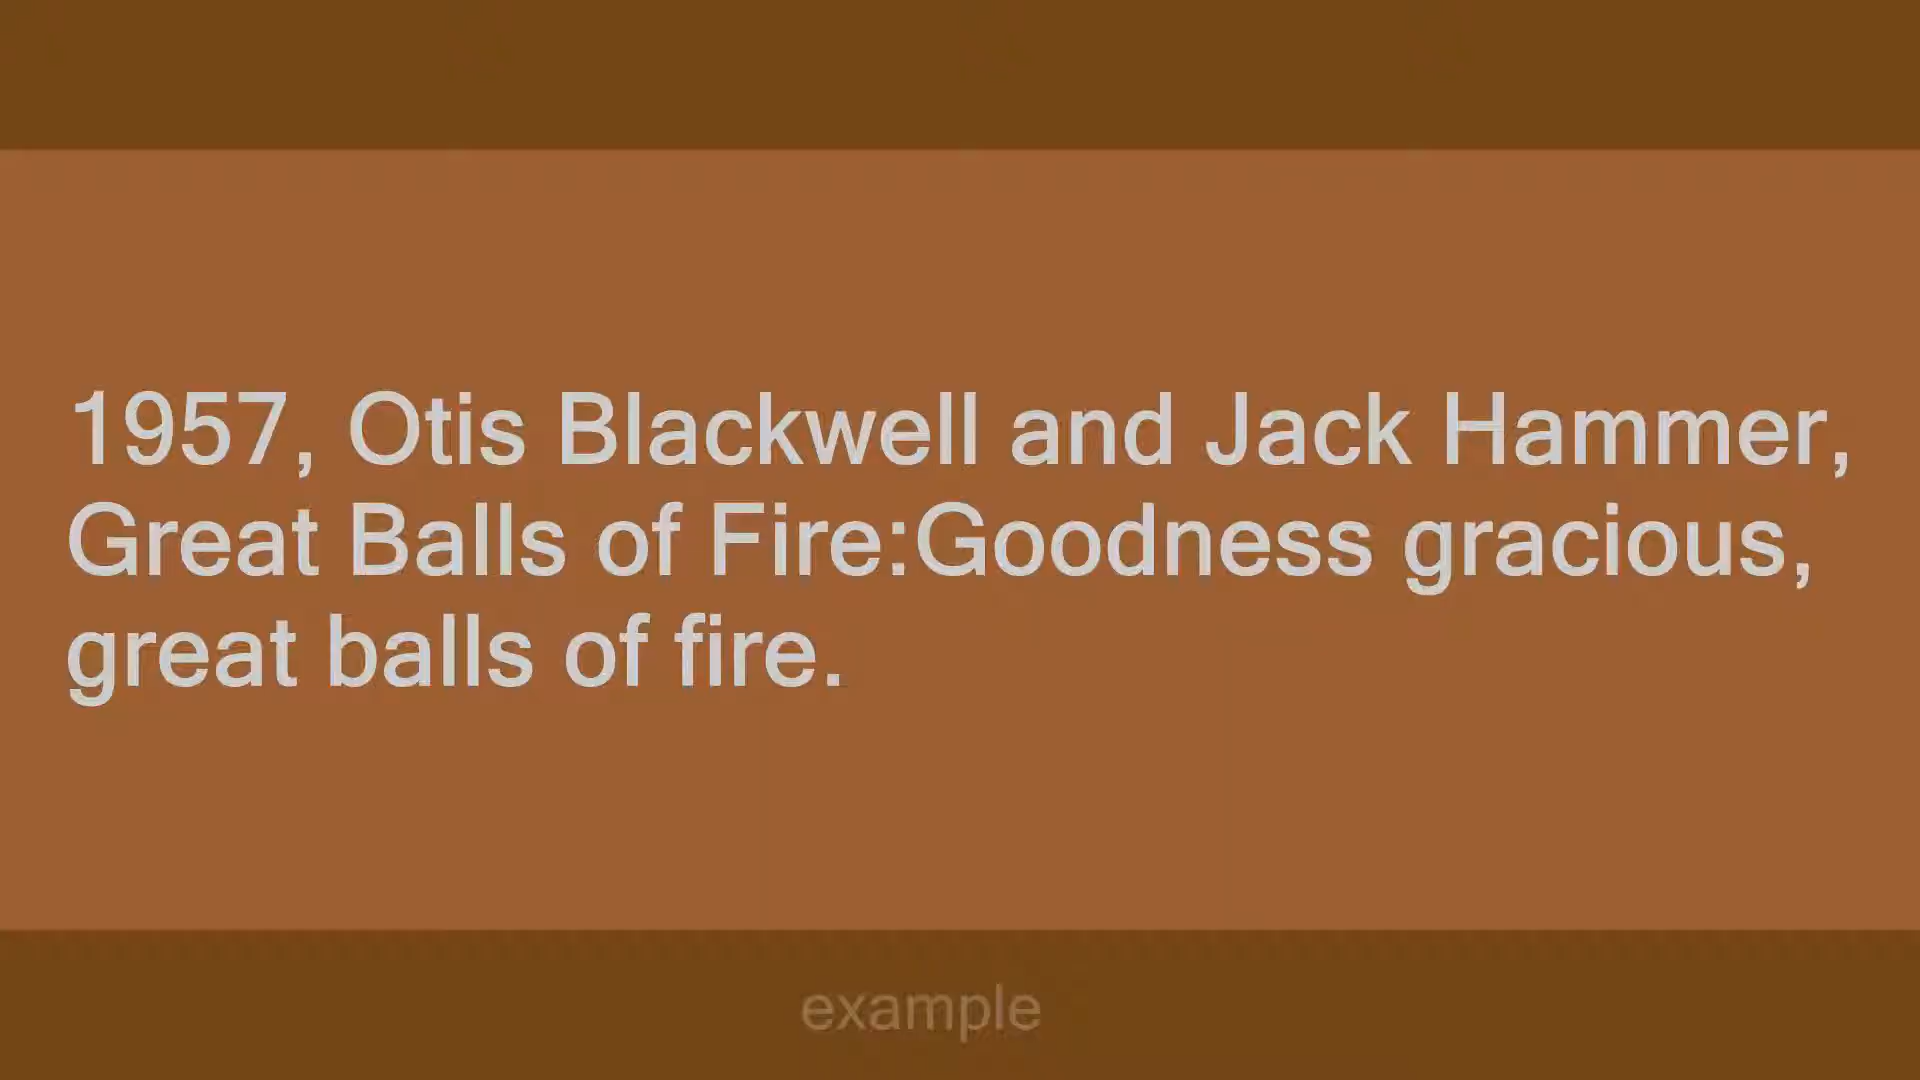 1957, Otis Blackwell and Jack Hammer,
Great Balls of Fire:Goodness gracious,
great balls of fire.
example